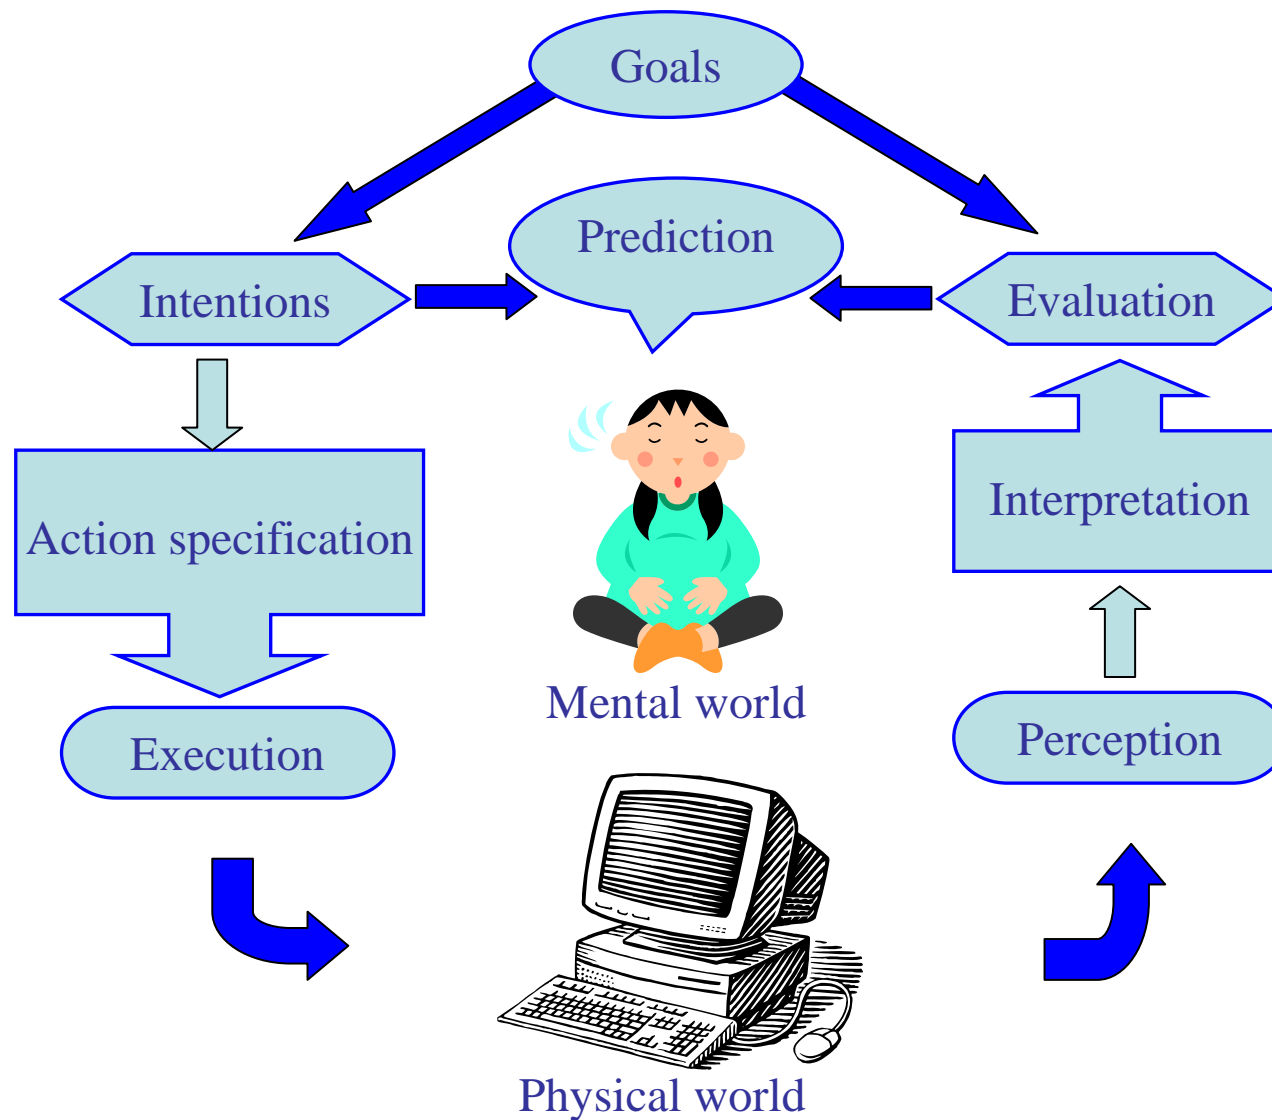 Goals
Prediction
Intentions
Evaluation
Action specification
Interpretation
Mental world
Execution
Perception
Physical world